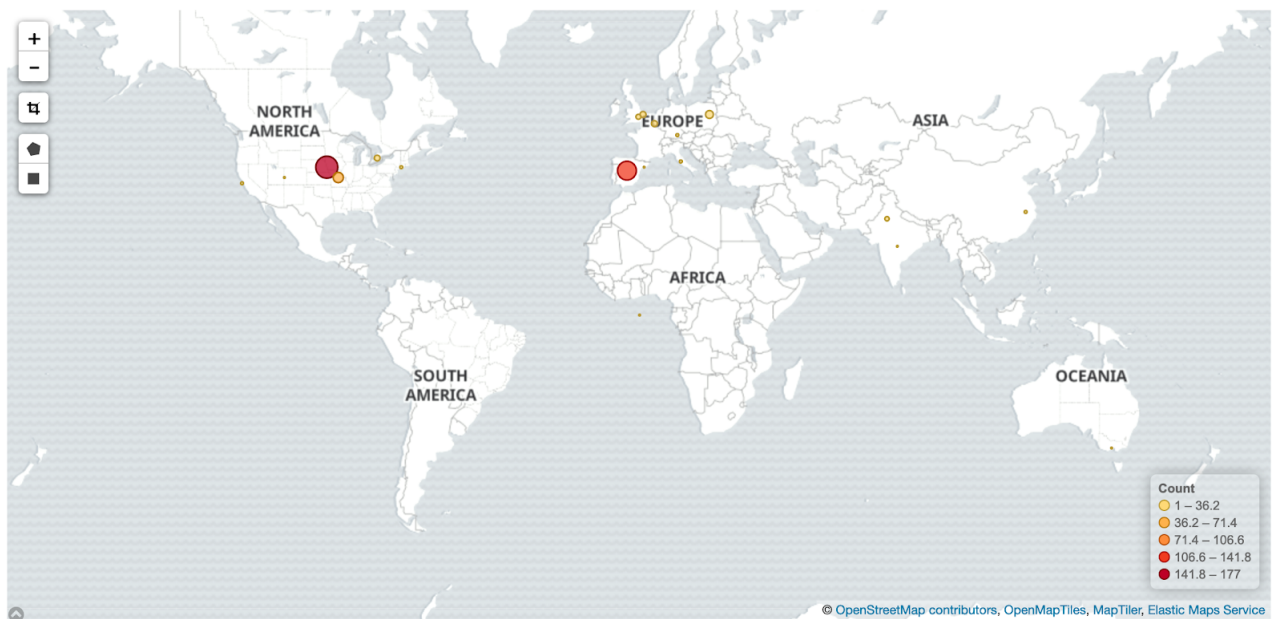 +
−
NORTH
AMERICA
EUROPE
ASIA
AFRICA
SOUTH
AMERICA
OCEANIA
Count
1 – 36.2
36.2 – 71.4
71.4 – 106.6
106.6 – 141.8
141.8 – 177
© OpenStreetMap contributors, OpenMapTiles, MapTiler, Elastic Maps Service